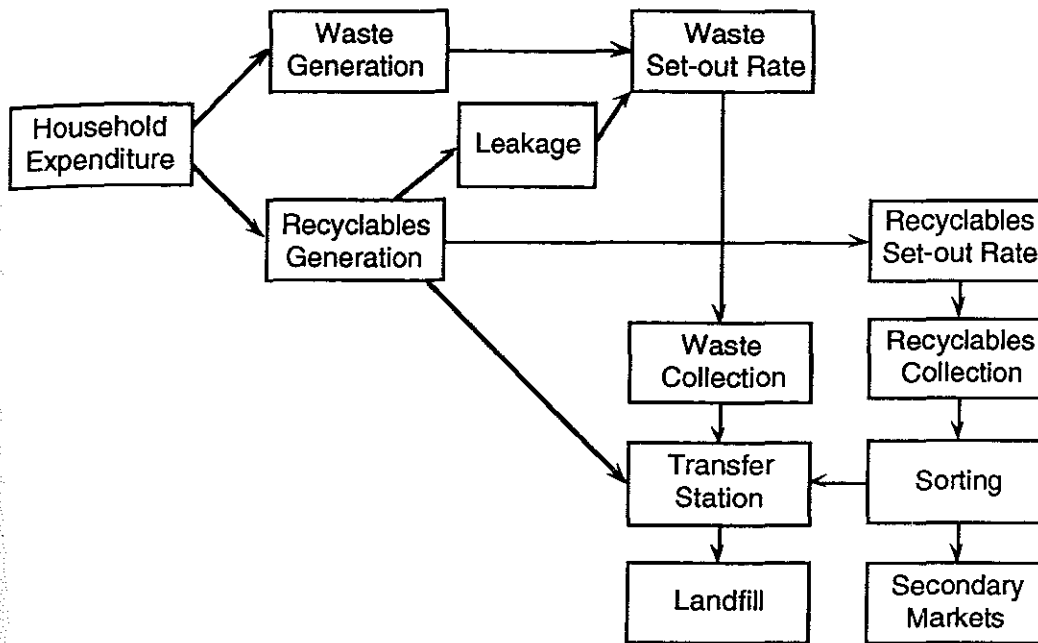 Waste
Generation
Waste
Set-out Rate
Household
Expenditure
Leakage
Recyclables
Generation
Recyclables
Set-out Rate
Waste
Collection
Recyclables
Collection
Transfer
Station
Sorting
Landfill
Secondary
Markets